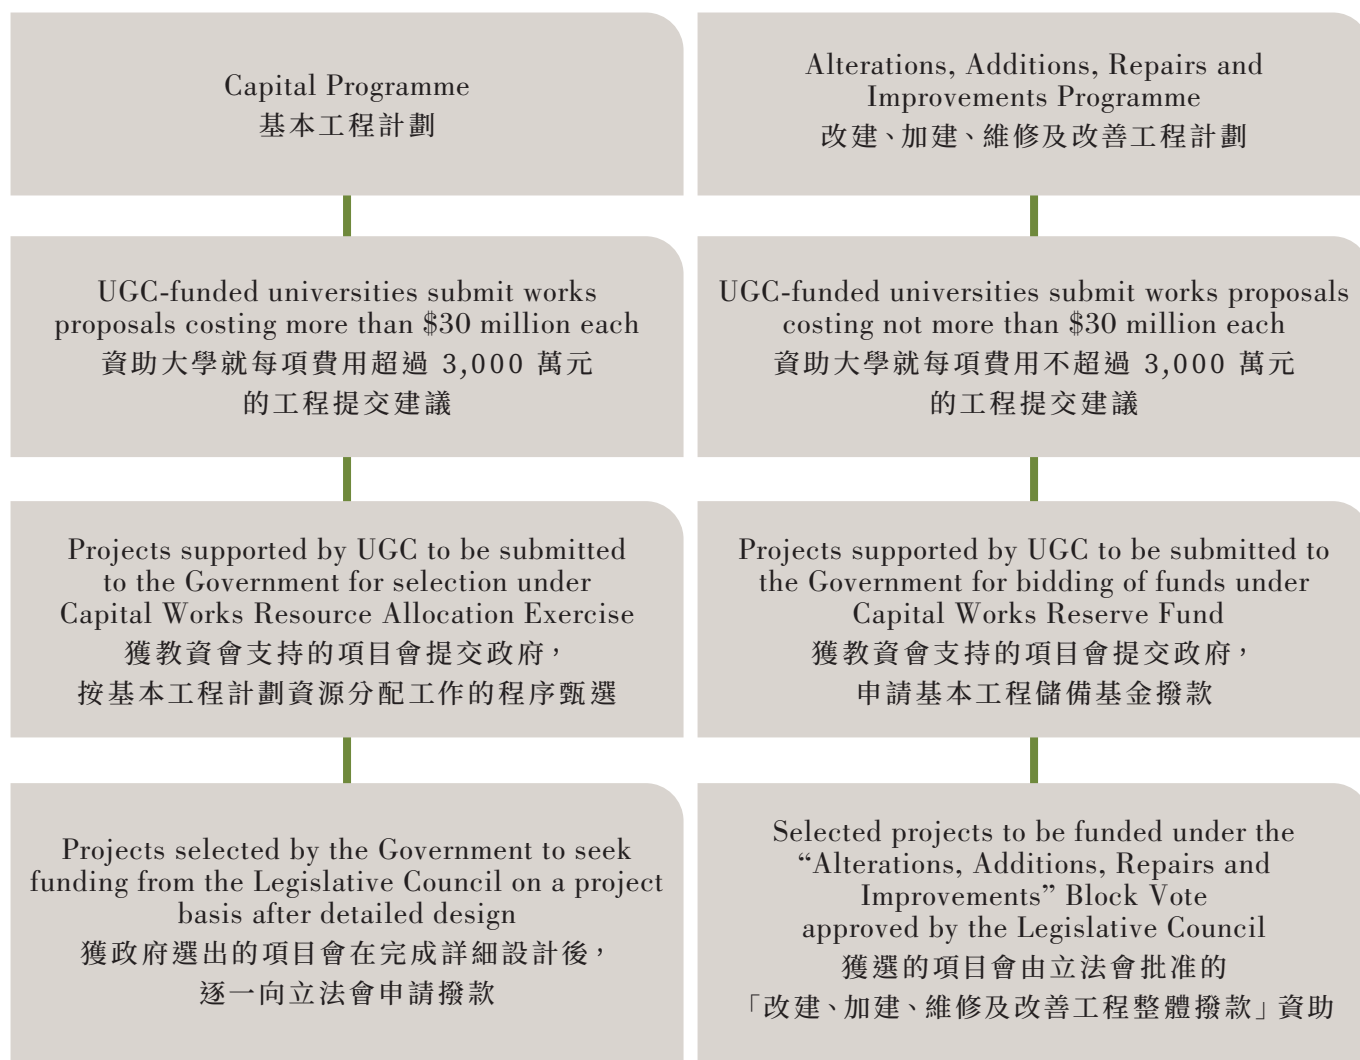 Capital Programme
基本工程計劃
Alterations, Additions, Repairs and
Improvements Programme
改建、加建、維修及改善工程計劃
UGC-funded universities submit works
proposals costing more than $30 million each
資助大學就每項費用超過 3,000 萬元
的工程提交建議
UGC-funded universities submit works proposals
costing not more than $30 million each
資助大學就每項費用不超過 3,000 萬元
的工程提交建議
Projects supported by UGC to be submitted
to the Government for selection under
Capital Works Resource Allocation Exercise
獲教資會支持的項目會提交政府，
按基本工程計劃資源分配工作的程序甄選
Projects supported by UGC to be submitted to
the Government for bidding of funds under
Capital Works Reserve Fund
獲教資會支持的項目會提交政府，
申請基本工程儲備基金撥款
Projects selected by the Government to seek
funding from the Legislative Council on a project
basis after detailed design
獲政府選出的項目會在完成詳細設計後，
逐一向立法會申請撥款
Selected projects to be funded under the
“Alterations, Additions, Repairs and
Improvements” Block Vote
approved by the Legislative Council
獲選的項目會由立法會批准的
「改建、加建、維修及改善工程整體撥款」資助